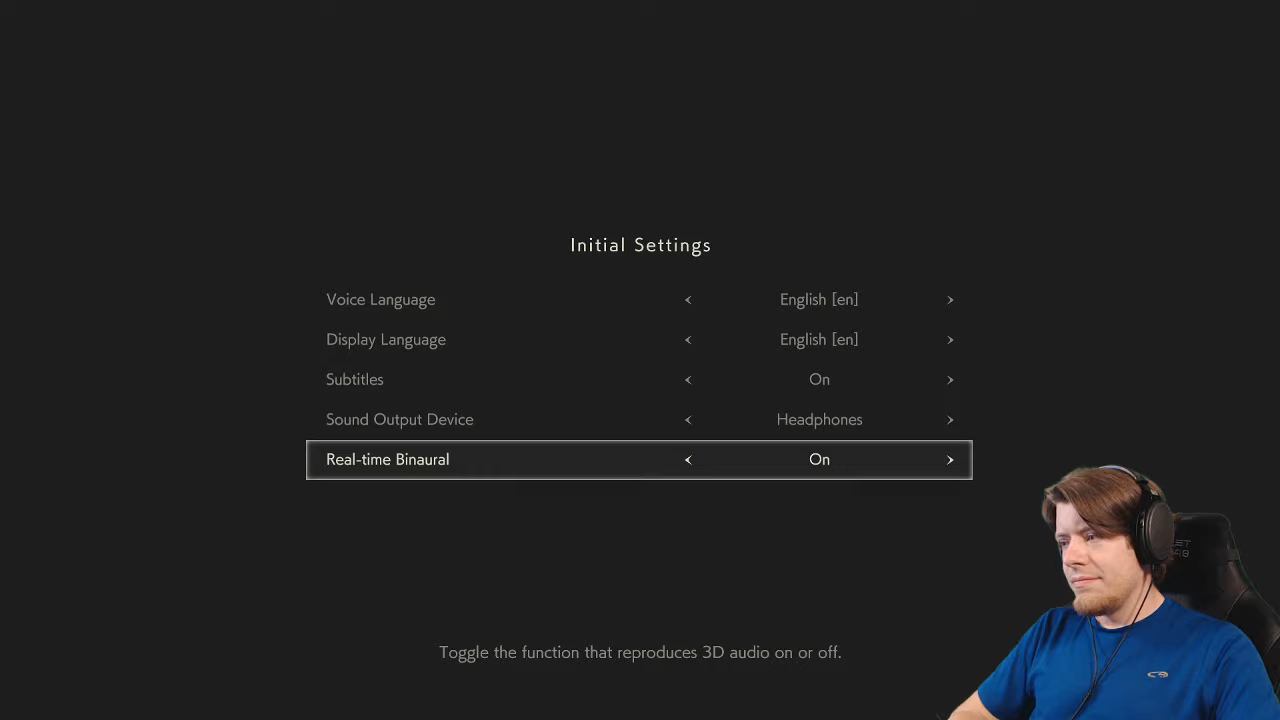 Initial Settings
Voice Language < English [en] >
Display Language < English [en] >
Subtitles < On >
Sound Output Device < Headphones >
Real-time Binaural < On >
Toggle the function that reproduces 3D audio on or off.